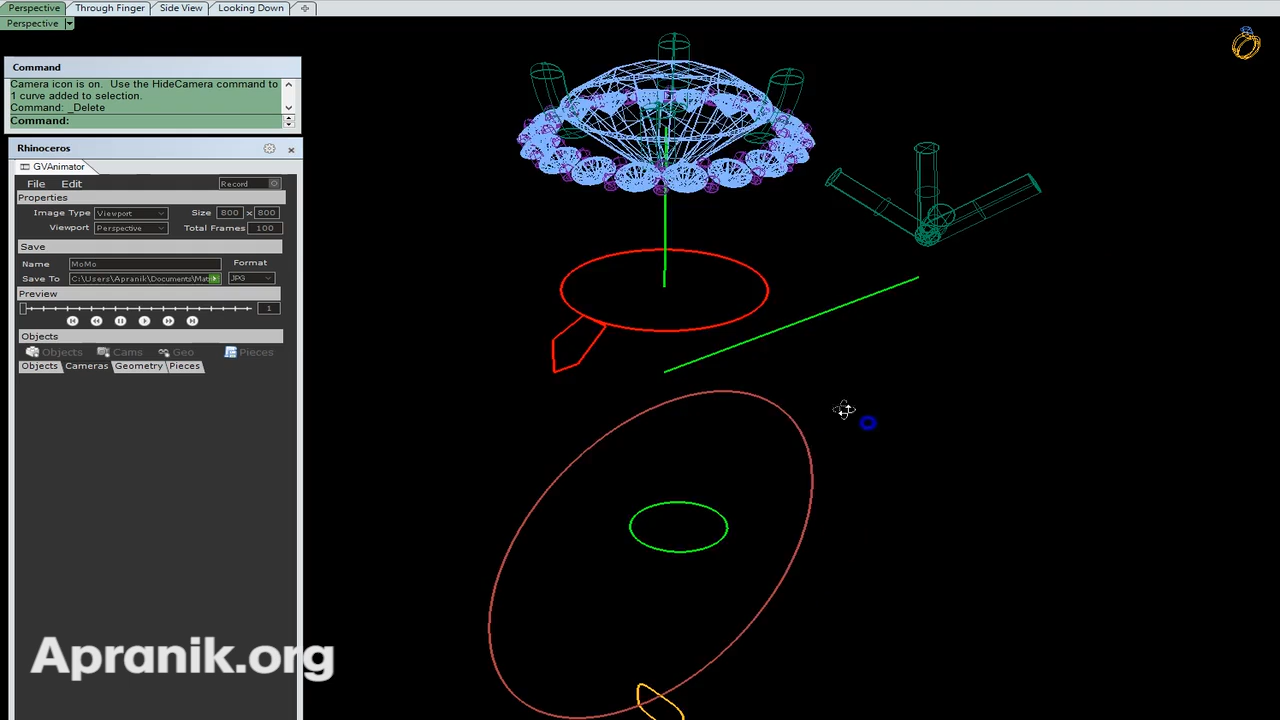 Perspective Through Finger Side View Looking Down
Perspective
Command
Camera icon is on. Use the HideCamera command to
1 curve added to selection.
Command: _Delete
Command:
Rhinoceros
GVAnimator
File Edit Record
Properties
Image Type Viewport Size 800 x 800
Viewport Perspective Total Frames 100
Save
Name MoMo Format
Save To C:\Users\Apranik\Documents\Mat JPG
Preview
1
Objects
Objects Cams Geo Pieces
Objects Cameras Geometry Pieces
Apranik.org